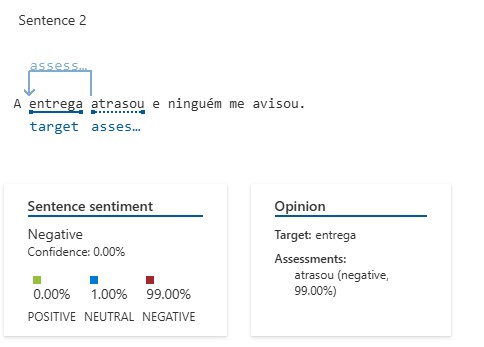 Sentence 2
assess…
A entrega atrasou e ninguém me avisou.
target asses…
Sentence sentiment
Negative
Confidence: 0.00%
0.00% 1.00% 99.00%
POSITIVE NEUTRAL NEGATIVE
Opinion
Target: entrega
Assessments:
atrasou (negative,
99.00%)